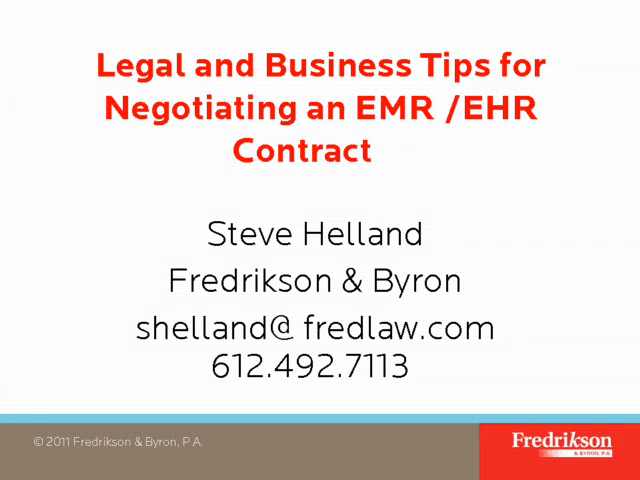 Legal and Business Tips for
Negotiating an EMR /EHR
Contract
Steve Helland
Fredrikson & Byron
shelland@ fredlaw.com
612.492.7113
© 2011 Fredrikson & Byron, P.A.
Fredrikson
& BYRON, P.A.